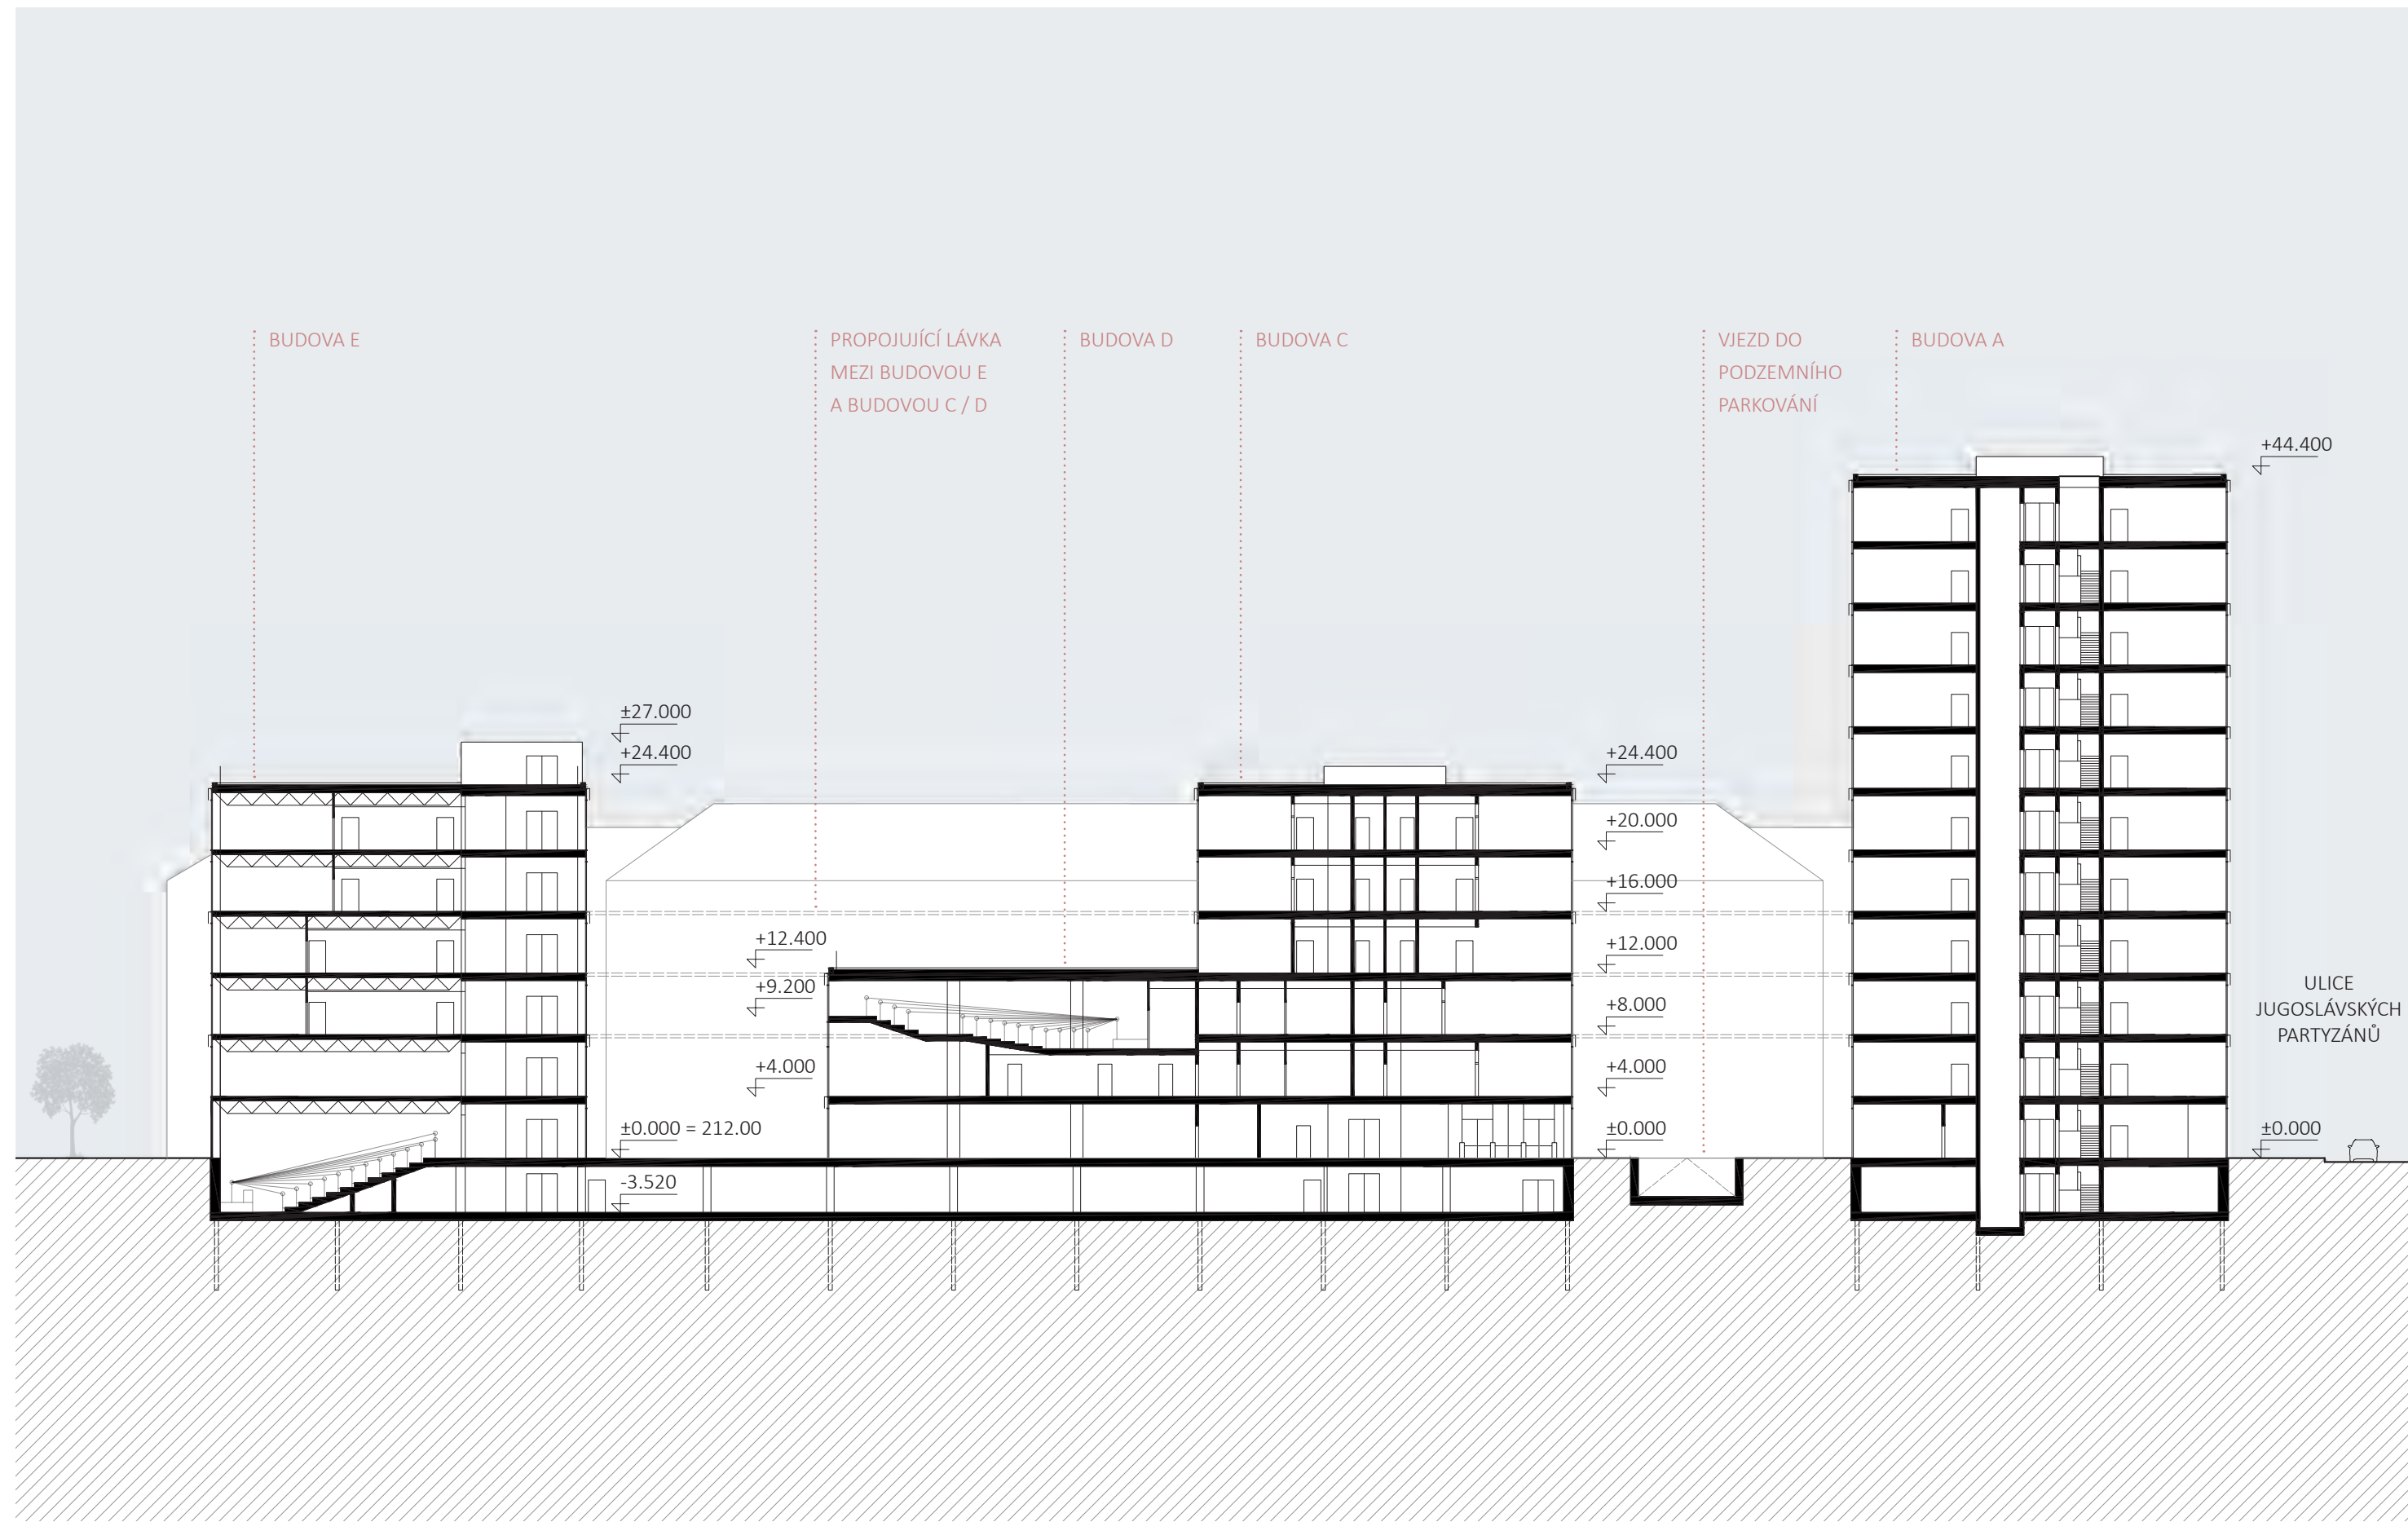 BUDOVA E
PROPOJUJÍCÍ LÁVKA
MEZI BUDOVOU E
A BUDOVOU C / D
BUDOVA D
BUDOVA C
VJEZD DO
PODZEMNÍHO
PARKOVÁNÍ
BUDOVA A
+44.400
±27.000
+24.400
+24.400
+20.000
+16.000
+12.400
+12.000
+9.200
+8.000
+4.000
+4.000
ULICE
JUGOSLÁVSKÝCH
PARTYZÁNŮ
±0.000 = 212.00
±0.000
±0.000
-3.520